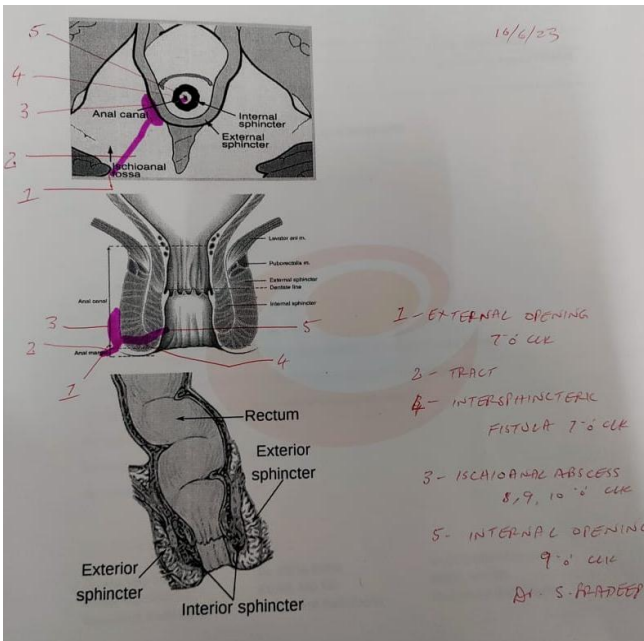 16/6/23
5
4
3
2
1
Anal canal
Internal
sphincter
External
sphincter
Ischioanal
fossa
Levator ani m.
Puborectalis m.
External sphincter
Dentate line
Internal sphincter
Anal canal
3
2
Anal margin
1
5
4
1 - EXTERNAL OPENING
7'ó CLK
2 - TRACT
4 - INTERSPHINCTERIC
FISTULA 7'ó CLK
3 - ISCHIOANAL ABSCESS
8, 9, 10'ó CLK
5 - INTERNAL OPENING
9'ó CLK
Dr. S. PRADEEP
Rectum
Exterior
sphincter
Exterior
sphincter
Interior sphincter